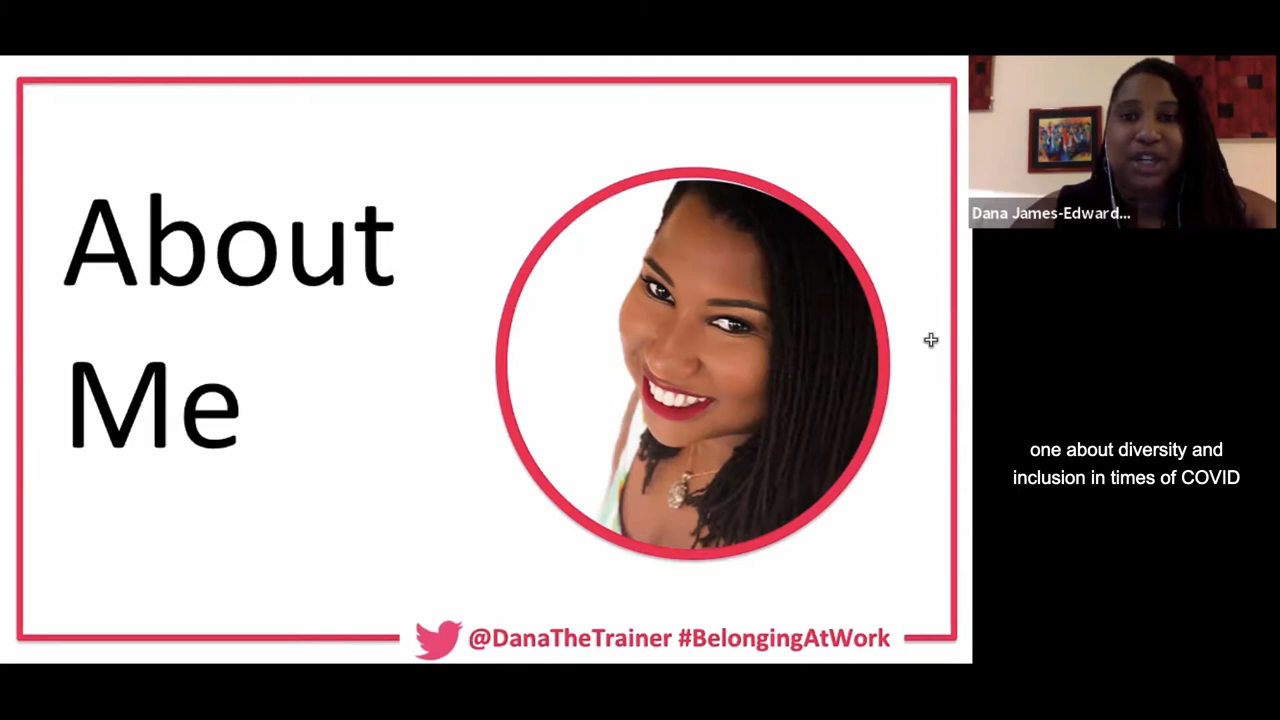 About
Me
@DanaTheTrainer #BelongingAtWork
Dana James-Edward...
one about diversity and
inclusion in times of COVID